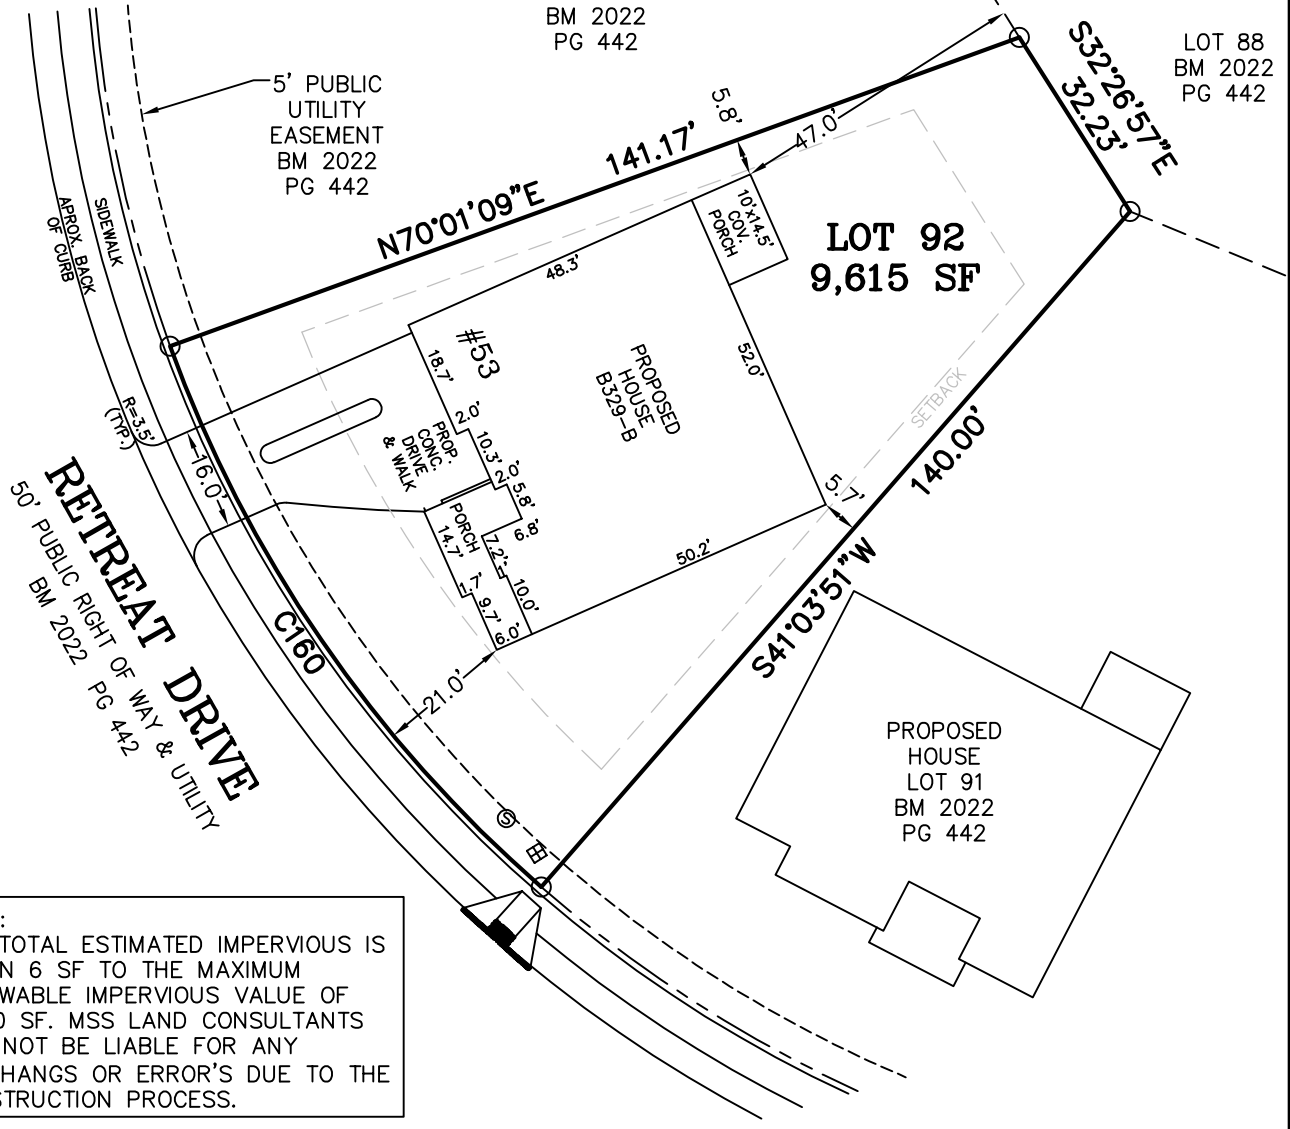 BM 2022
PG 442
LOT 88
BM 2022
PG 442
S32°26'57"E
32.23'
5' PUBLIC
UTILITY
EASEMENT
BM 2022
PG 442
5.8'
47.0'
141.17'
N70°01'09"E
SIDEWALK
APROX. BACK
OF CURB
10'x14.5'
COV.
PORCH
LOT 92
9,615 SF
48.3'
#53
18.7'
PROPOSED
HOUSE
B329-B
52.0'
SETBACK
R=3.5'
(TYP.)
2.0'
10.3'
PROP.
CONC.
DRIVE
& WALK
16.0'
5.8'
6.8'
PORCH
14.7'
7.2'
10.0'
1.7'
9.7'
6.0'
50.2'
5.7'
140.00'
S41°03'51"W
RETREAT DRIVE
50' PUBLIC RIGHT OF WAY & UTILITY
BM 2022 PG 442
C160
21.0'
S
PROPOSED
HOUSE
LOT 91
BM 2022
PG 442
:
TOTAL ESTIMATED IMPERVIOUS IS
N 6 SF TO THE MAXIMUM
WABLE IMPERVIOUS VALUE OF
0 SF. MSS LAND CONSULTANTS
NOT BE LIABLE FOR ANY
HANGS OR ERROR'S DUE TO THE
STRUCTION PROCESS.